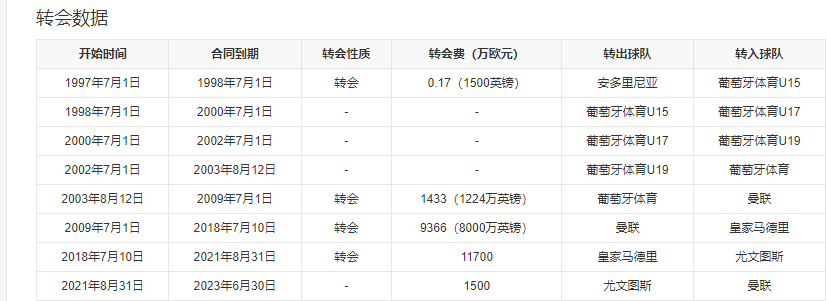 转会数据
开始时间 合同到期 转会性质 转会费（万欧元） 转出球队 转入球队
1997年7月1日 1998年7月1日 转会 0.17（1500英镑） 安多里尼亚 葡萄牙体育U15
1998年7月1日 2000年7月1日 - - 葡萄牙体育U15 葡萄牙体育U17
2000年7月1日 2002年7月1日 - - 葡萄牙体育U17 葡萄牙体育U19
2002年7月1日 2003年8月12日 - - 葡萄牙体育U19 葡萄牙体育
2003年8月12日 2009年7月1日 转会 1433（1224万英镑） 葡萄牙体育 曼联
2009年7月1日 2018年7月10日 转会 9366（8000万英镑） 曼联 皇家马德里
2018年7月10日 2021年8月31日 转会 11700 皇家马德里 尤文图斯
2021年8月31日 2023年6月30日 - 1500 尤文图斯 曼联